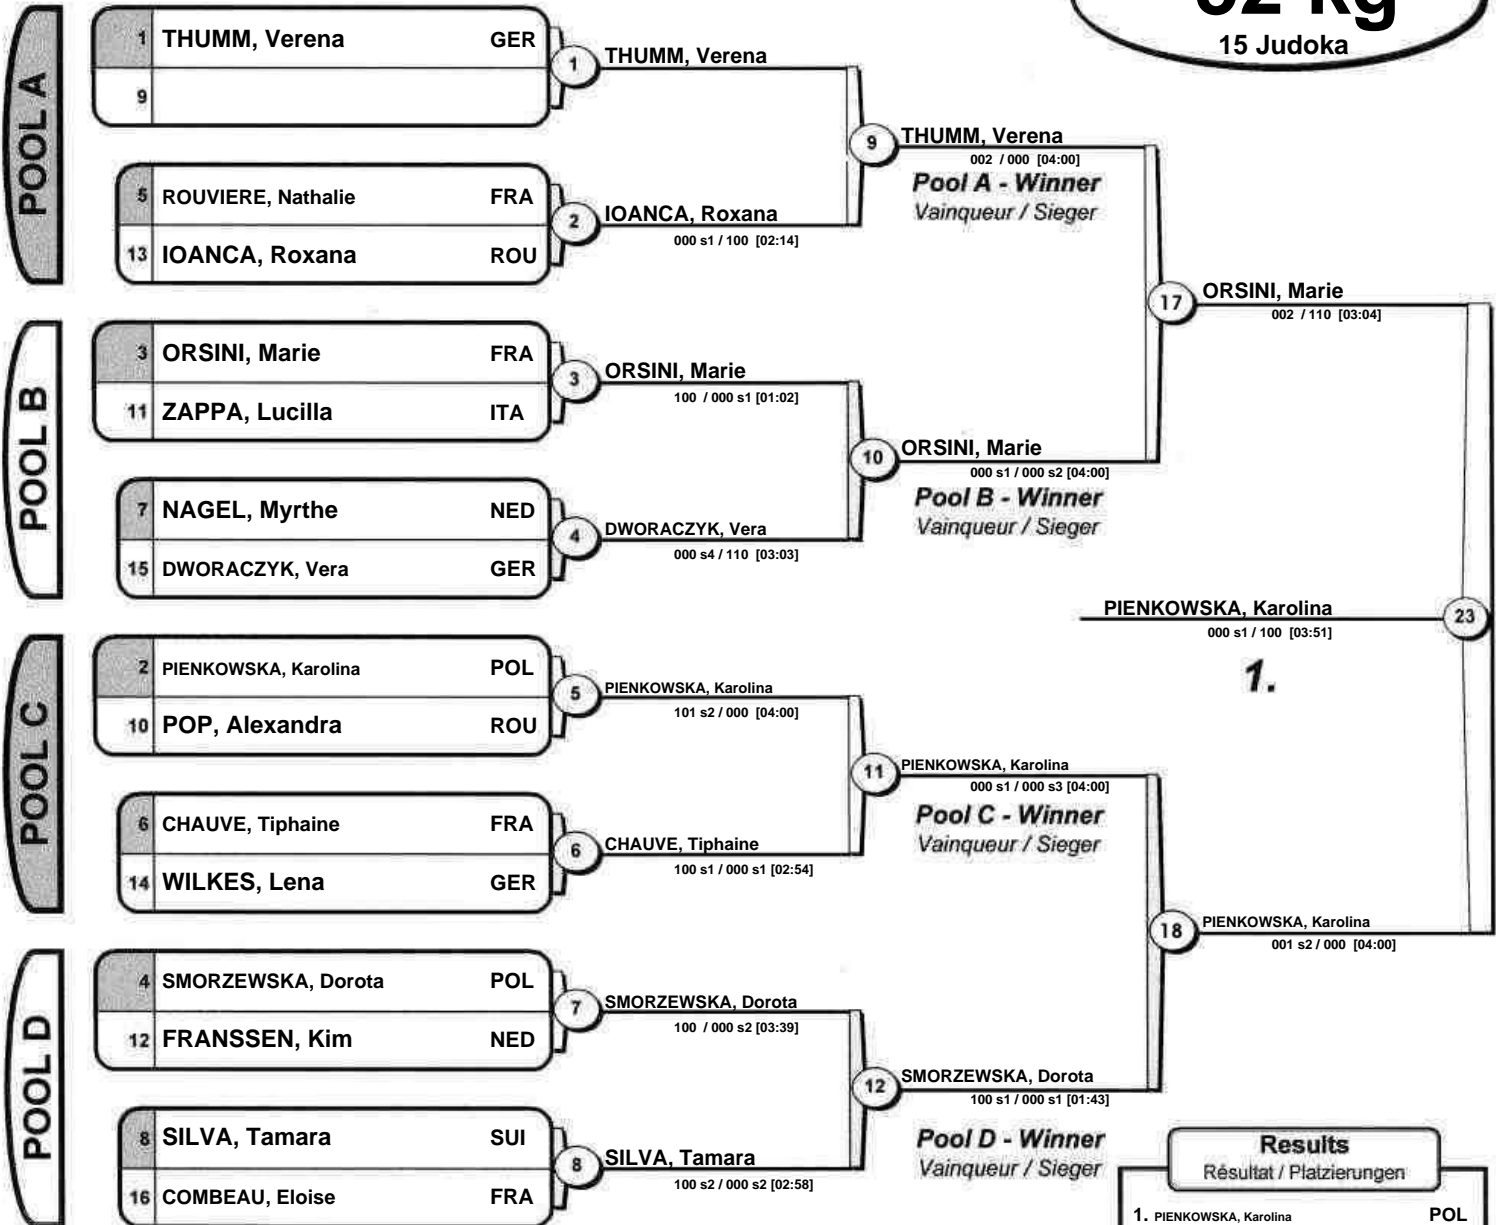 15 Judoka
POOL A
1 THUMM, Verena GER
9
5 ROUVIERE, Nathalie FRA
13 IOANCA, Roxana ROU
1 THUMM, Verena
2 IOANCA, Roxana
000 s1 / 100 [02:14]
9 THUMM, Verena
002 / 000 [04:00]
Pool A - Winner
Vainqueur / Sieger
POOL B
3 ORSINI, Marie FRA
11 ZAPPA, Lucilla ITA
7 NAGEL, Myrthe NED
15 DWORACZYK, Vera GER
3 ORSINI, Marie
100 / 000 s1 [01:02]
4 DWORACZYK, Vera
000 s4 / 110 [03:03]
10 ORSINI, Marie
000 s1 / 000 s2 [04:00]
Pool B - Winner
Vainqueur / Sieger
17 ORSINI, Marie
002 / 110 [03:04]
PIENKOWSKA, Karolina 23
000 s1 / 100 [03:51]
1.
POOL C
2 PIENKOWSKA, Karolina POL
10 POP, Alexandra ROU
6 CHAUVE, Tiphaine FRA
14 WILKES, Lena GER
5 PIENKOWSKA, Karolina
101 s2 / 000 [04:00]
6 CHAUVE, Tiphaine
100 s1 / 000 s1 [02:54]
11 PIENKOWSKA, Karolina
000 s1 / 000 s3 [04:00]
Pool C - Winner
Vainqueur / Sieger
18 PIENKOWSKA, Karolina
001 s2 / 000 [04:00]
POOL D
4 SMORZEWSKA, Dorota POL
12 FRANSSEN, Kim NED
8 SILVA, Tamara SUI
16 COMBEAU, Eloise FRA
7 SMORZEWSKA, Dorota
100 / 000 s2 [03:39]
8 SILVA, Tamara
100 s2 / 000 s2 [02:58]
12 SMORZEWSKA, Dorota
100 s1 / 000 s1 [01:43]
Pool D - Winner
Vainqueur / Sieger
Results
Résultat / Platzierungen
1. PIENKOWSKA, Karolina POL